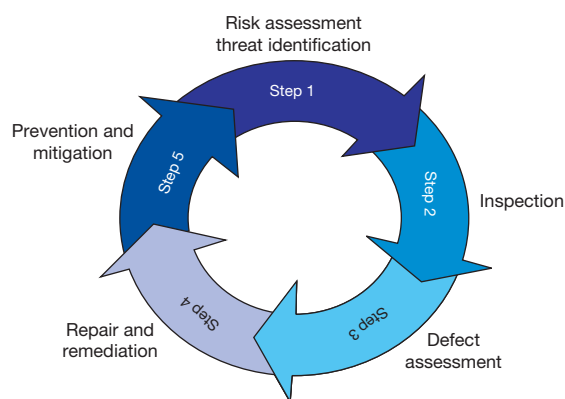 Risk assessment
threat identification
Step 1
Step 2
Inspection
Step 3
Defect
assessment
Step 4
Repair and
remediation
Step 5
Prevention and
mitigation